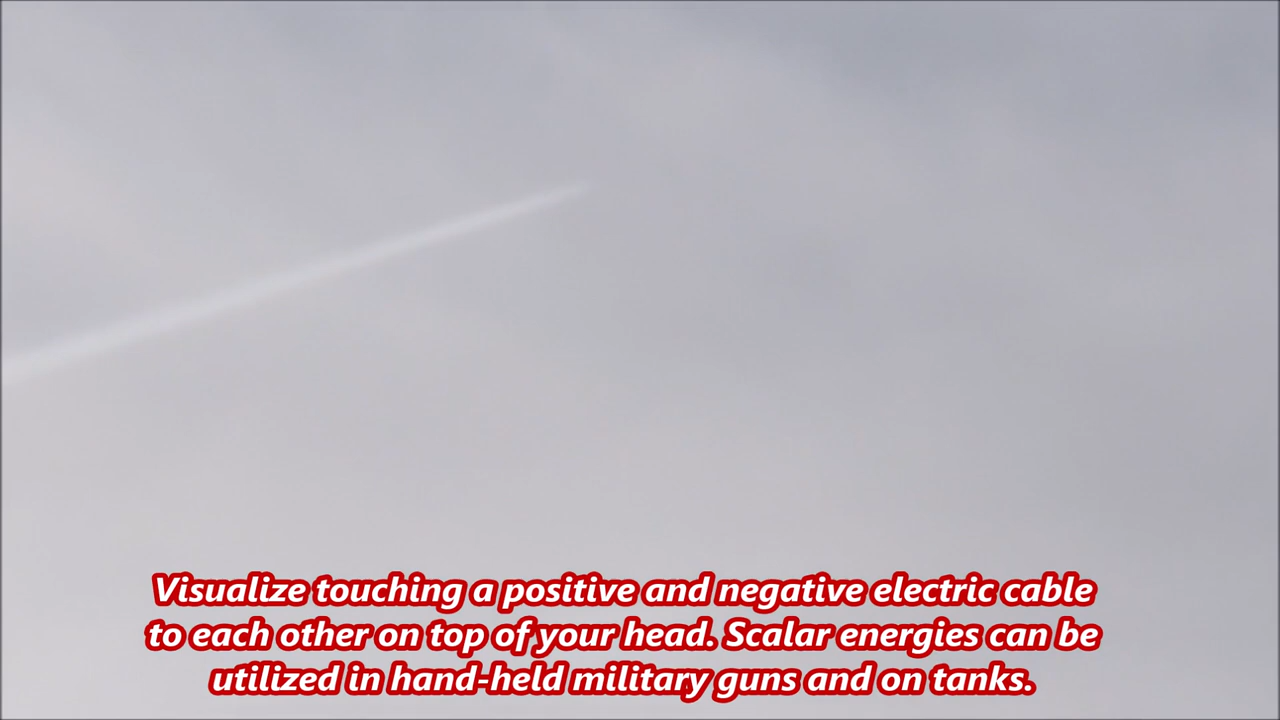 Visualize touching a positive and negative electric cable
to each other on top of your head. Scalar energies can be
utilized in hand-held military guns and on tanks.